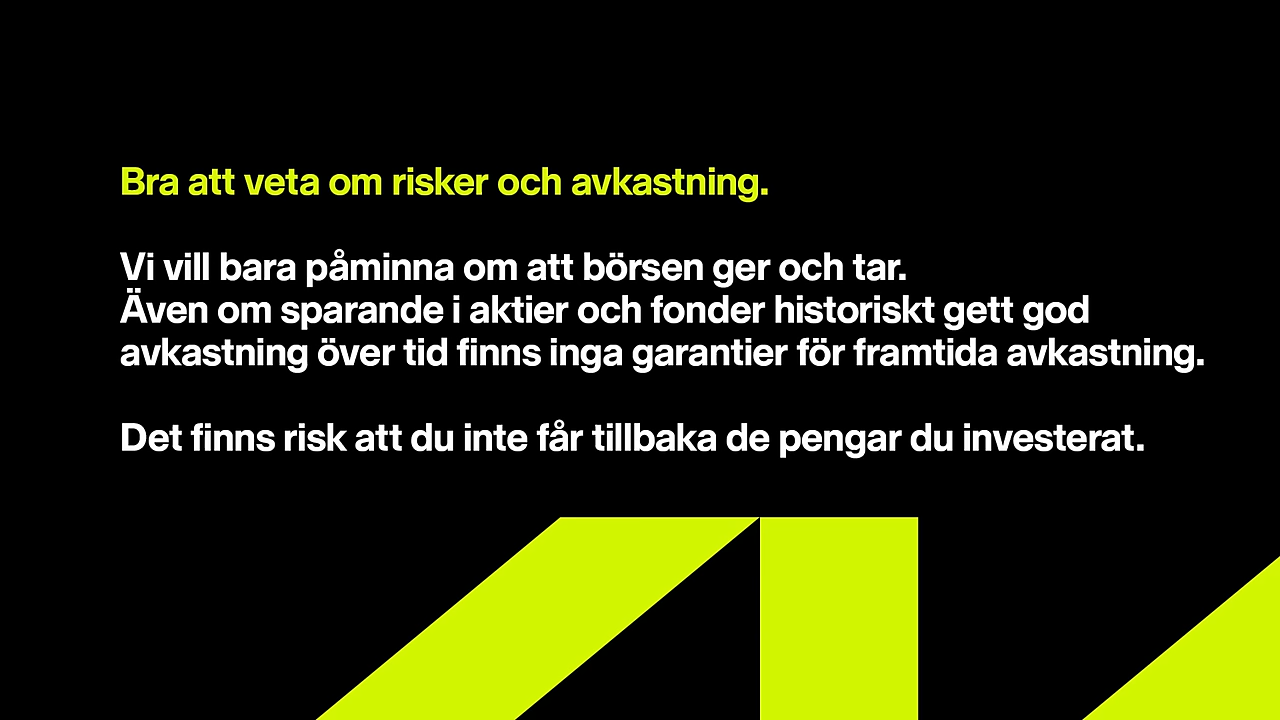 Bra att veta om risker och avkastning.
Vi vill bara påminna om att börsen ger och tar.
Även om sparande i aktier och fonder historiskt gett god
avkastning över tid finns inga garantier för framtida avkastning.
Det finns risk att du inte får tillbaka de pengar du investerat.